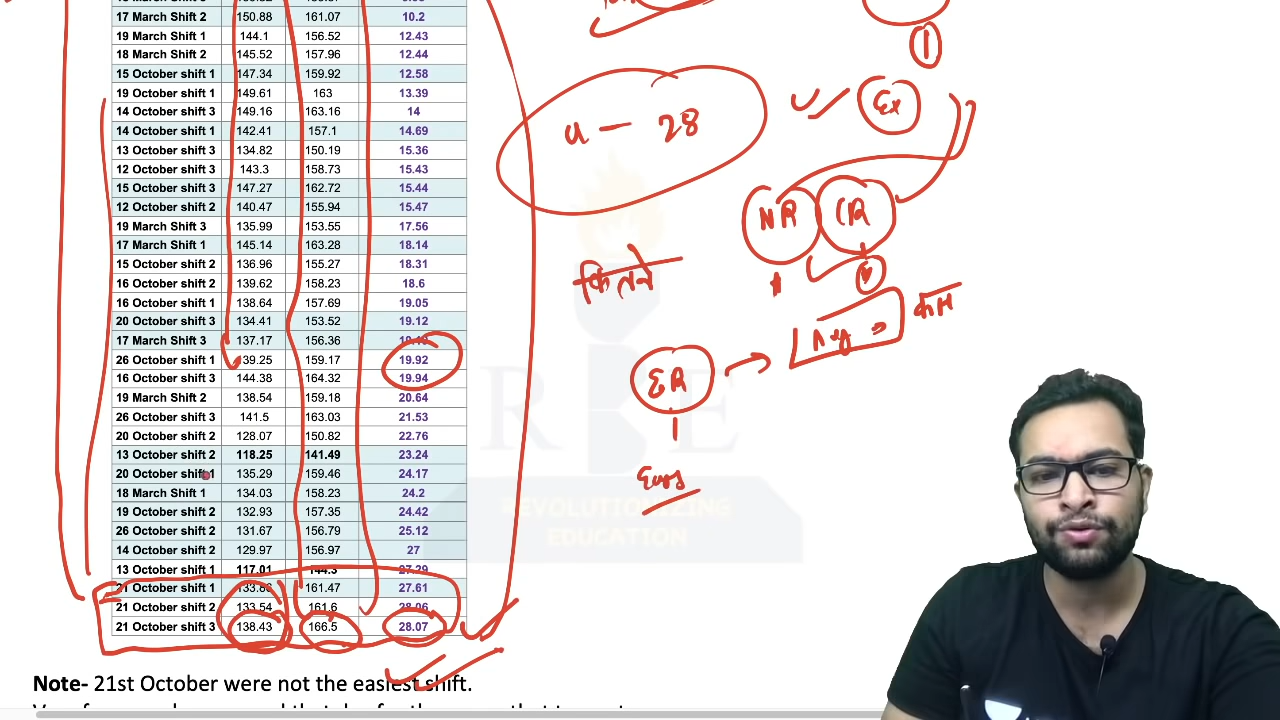 17 March Shift 2 150.88 161.07 10.2
19 March Shift 1 144.1 156.52 12.43
18 March Shift 2 145.52 157.96 12.44
15 October shift 1 147.34 159.92 12.58
19 October shift 1 149.61 163 13.39
14 October shift 3 149.16 163.16 14
14 October shift 1 142.41 157.1 14.69
13 October shift 3 134.82 150.19 15.36
12 October shift 3 143.3 158.73 15.43
15 October shift 3 147.27 162.72 15.44
12 October shift 2 140.47 155.94 15.47
19 March Shift 3 135.99 153.55 17.56
17 March Shift 1 145.14 163.28 18.14
15 October shift 2 136.96 155.27 18.31
16 October shift 2 139.62 158.23 18.6
16 October shift 1 138.64 157.69 19.05
20 October shift 3 134.41 153.52 19.12
17 March Shift 3 137.17 156.36
26 October shift 1 139.25 159.17 19.92
16 October shift 3 144.38 164.32 19.94
19 March Shift 2 138.54 159.18 20.64
26 October shift 3 141.5 163.03 21.53
20 October shift 2 128.07 150.82 22.76
13 October shift 2 118.25 141.49 23.24
20 October shift 1 135.29 159.46 24.17
18 March Shift 1 134.03 158.23 24.2
19 October shift 2 132.93 157.35 24.42
26 October shift 2 131.67 156.79 25.12
14 October shift 2 129.97 156.97 27
13 October shift 1 117.01 144.3 27.29
21 October shift 1 161.47 27.61
21 October shift 2 133.54 161.6 28.06
21 October shift 3 138.43 166.5 28.07
Note- 21st October were not the easiest shift.
1
28
Ex
NR CR
कितने
ER
R B E
REVOLUTIONIZING
EDUCATION